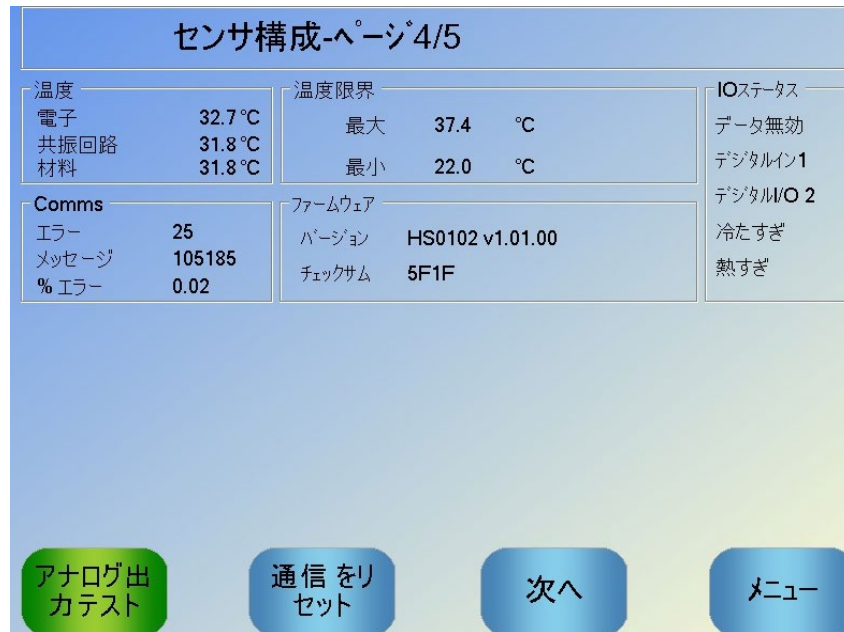 センサ構成-ペーシﾞ4/5
温度
電子 32.7 °C
共振回路 31.8 °C
材料 31.8 °C
温度限界
最大 37.4 °C
最小 22.0 °C
IOステータス
データ無効
デジタルイン1
デジタルI/O 2
冷たすぎ
熱すぎ
Comms
エラー 25
メッセージ 105185
% エラー 0.02
ファームウェア
バージョン HS0102 v1.01.00
チェックサム 5F1F
アナログ出
力テスト
通信 をリ
セット
次へ
メニュー